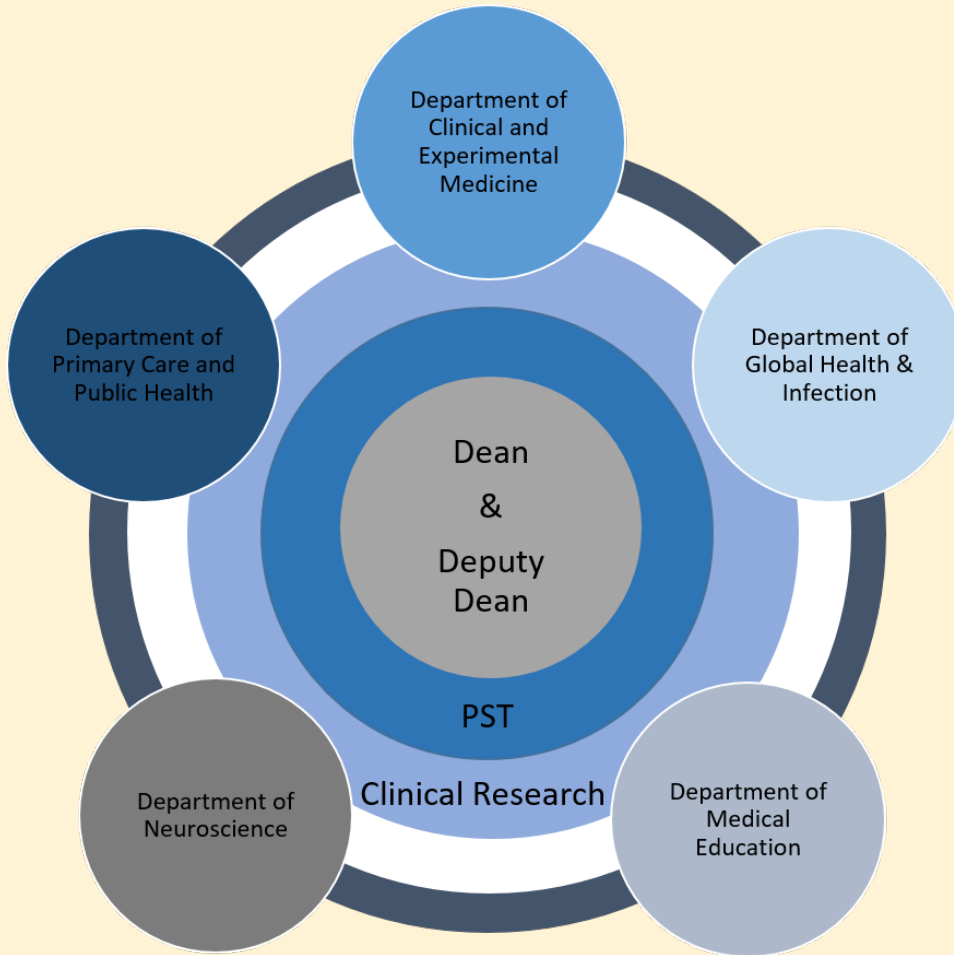 Department of
Clinical and
Experimental
Medicine
Department of
Primary Care and
Public Health
Department of
Global Health &
Infection
Dean
&
Deputy
Dean
PST
Clinical Research
Department of
Neuroscience
Department of
Medical
Education